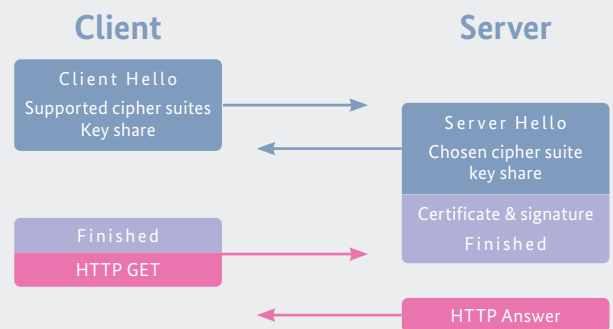 Client
Server
Client Hello
Supported cipher suites
Key share
Server Hello
Chosen cipher suite
key share
Certificate & signature
Finished
Finished
HTTP GET
HTTP Answer